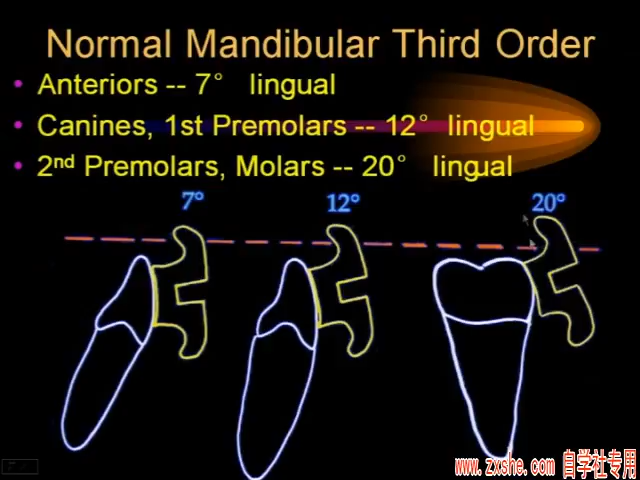 Normal Mandibular Third Order
• Anteriors -- 7° lingual
• Canines, 1st Premolars -- 12° lingual
• 2nd Premolars, Molars -- 20° lingual
7° 12° 20°
www.zxshe.com 自学社专用